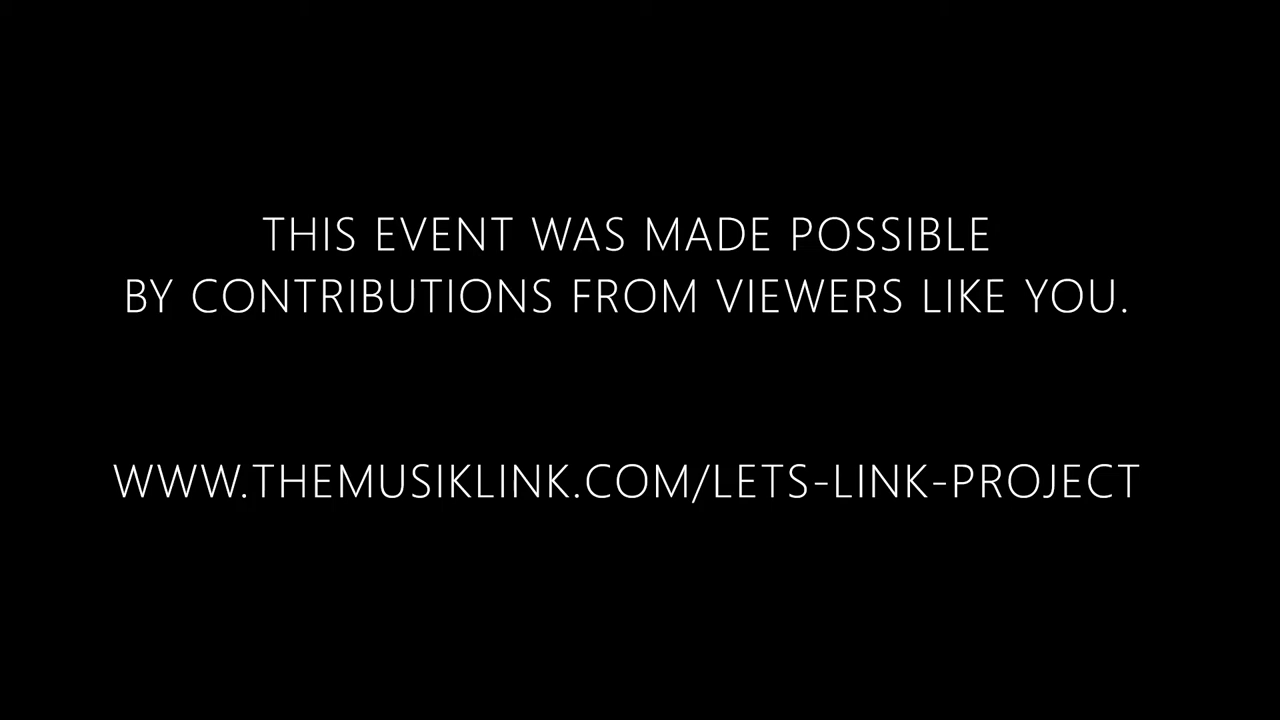 THIS EVENT WAS MADE POSSIBLE
BY CONTRIBUTIONS FROM VIEWERS LIKE YOU.
WWW.THEMUSIKLINK.COM/LETS-LINK-PROJECT